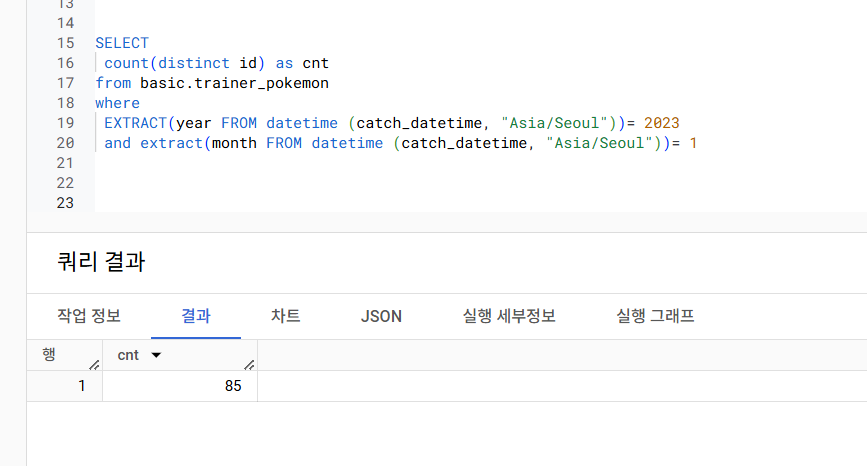 13
14
15 SELECT
16 count(distinct id) as cnt
17 from basic.trainer_pokemon
18 where
19 EXTRACT(year FROM datetime (catch_datetime, "Asia/Seoul"))= 2023
20 and extract(month FROM datetime (catch_datetime, "Asia/Seoul"))= 1
21
22
23
쿼리 결과
작업 정보 결과 차트 JSON 실행 세부정보 실행 그래프
행 cnt
1 85